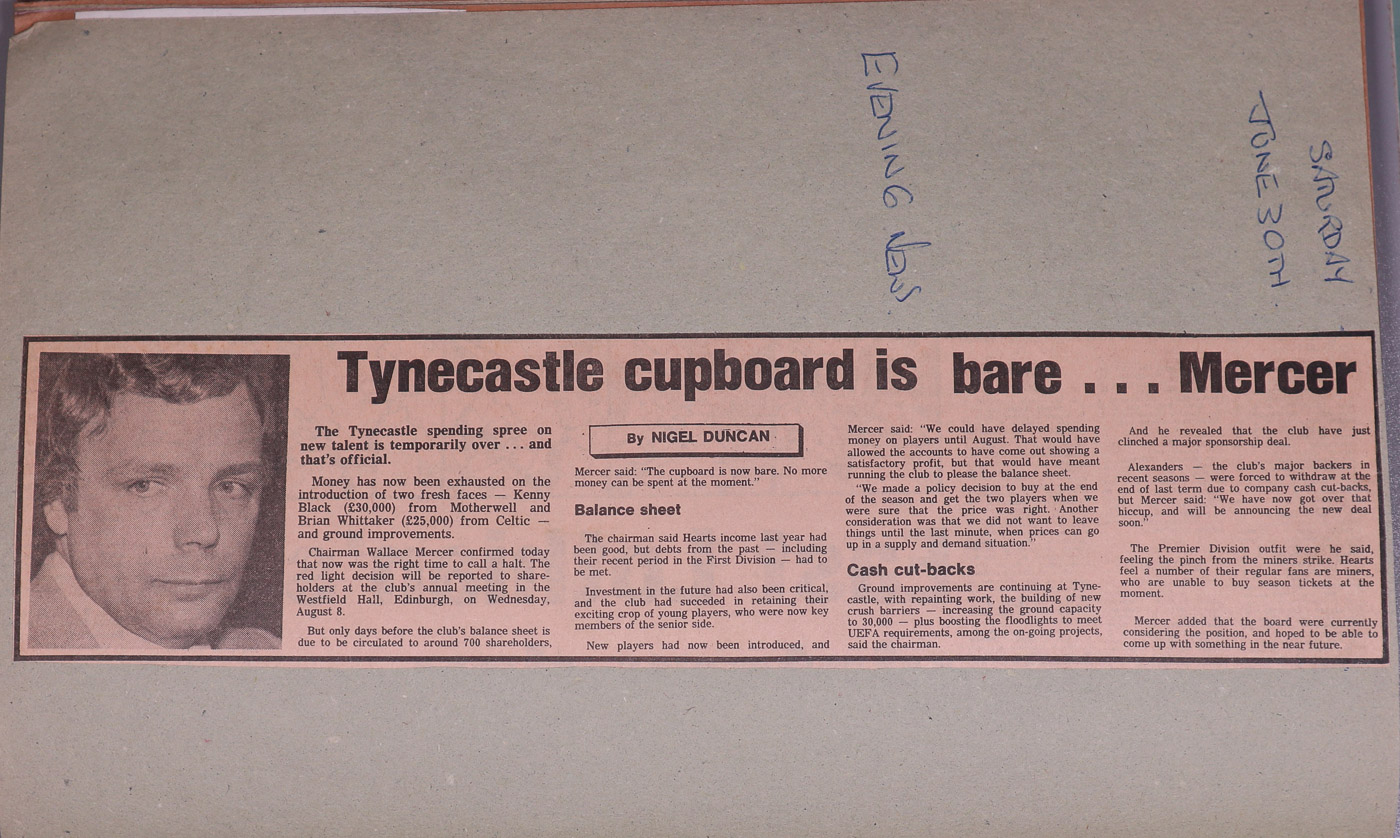 EVENING NEWS
SATURDAY
JUNE 30TH.
Tynecastle cupboard is bare . . . Mercer
The Tynecastle spending spree on
new talent is temporarily over . . . and
that's official.
Money has now been exhausted on the
introduction of two fresh faces — Kenny
Black (£30,000) from Motherwell and
Brian Whittaker (£25,000) from Celtic —
and ground improvements.
Chairman Wallace Mercer confirmed today
that now was the right time to call a halt. The
red light decision will be reported to share-
holders at the club's annual meeting in the
Westfield Hall, Edinburgh, on Wednesday,
August 8.
But only days before the club's balance sheet is
due to be circulated to around 700 shareholders,
By NIGEL DUNCAN
Mercer said: "The cupboard is now bare. No more
money can be spent at the moment."
Balance sheet
The chairman said Hearts income last year had
been good, but debts from the past — including
their recent period in the First Division — had to
be met.
Investment in the future had also been critical,
and the club had succeded in retaining their
exciting crop of young players, who were now key
members of the senior side.
New players had now been introduced, and
Mercer said: "We could have delayed spending
money on players until August. That would have
allowed the accounts to have come out showing a
satisfactory profit, but that would have meant
running the club to please the balance sheet.
"We made a policy decision to buy at the end
of the season and get the two players when we
were sure that the price was right. Another
consideration was that we did not want to leave
things until the last minute, when prices can go
up in a supply and demand situation."
Cash cut-backs
Ground improvements are continuing at Tyne-
castle, with repainting work, the building of new
crush barriers — increasing the ground capacity
to 30,000 — plus boosting the floodlights to meet
UEFA requirements, among the on-going projects,
said the chairman.
And he revealed that the club have just
clinched a major sponsorship deal.
Alexanders — the club's major backers in
recent seasons — were forced to withdraw at the
end of last term due to company cash cut-backs,
but Mercer said: "We have now got over that
hiccup, and will be announcing the new deal
soon."
The Premier Division outfit were he said,
feeling the pinch from the miners strike. Hearts
feel a number of their regular fans are miners,
who are unable to buy season tickets at the
moment.
Mercer added that the board were currently
considering the position, and hoped to be able to
come up with something in the near future.